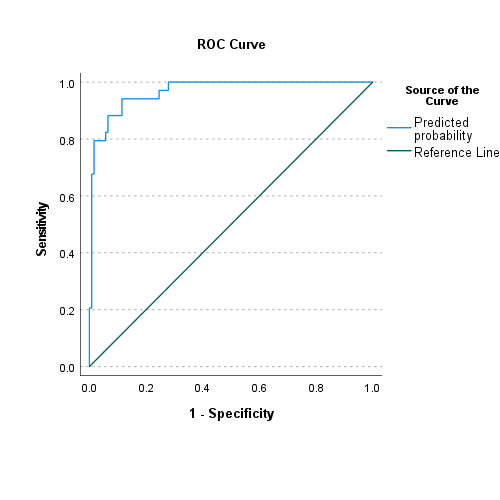 ROC Curve
Source of the
Curve
Predicted
probability
Reference Line
Sensitivity
1.0
0.8
0.6
0.4
0.2
0.0
0.0 0.2 0.4 0.6 0.8 1.0
1 - Specificity